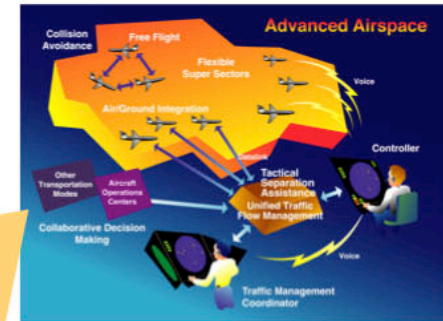 Advanced Airspace
Collision
Avoidance
Free Flight
Flexible
Super Sectors
Voice
Air/Ground Integration
Datalink
Controller
Tactical
Separation
Assistance
Unified Traffic
Flow Management
Other
Transportation
Modes
Aircraft
Operations
Centers
Collaborative Decision
Making
Voice
Traffic Management
Coordinator